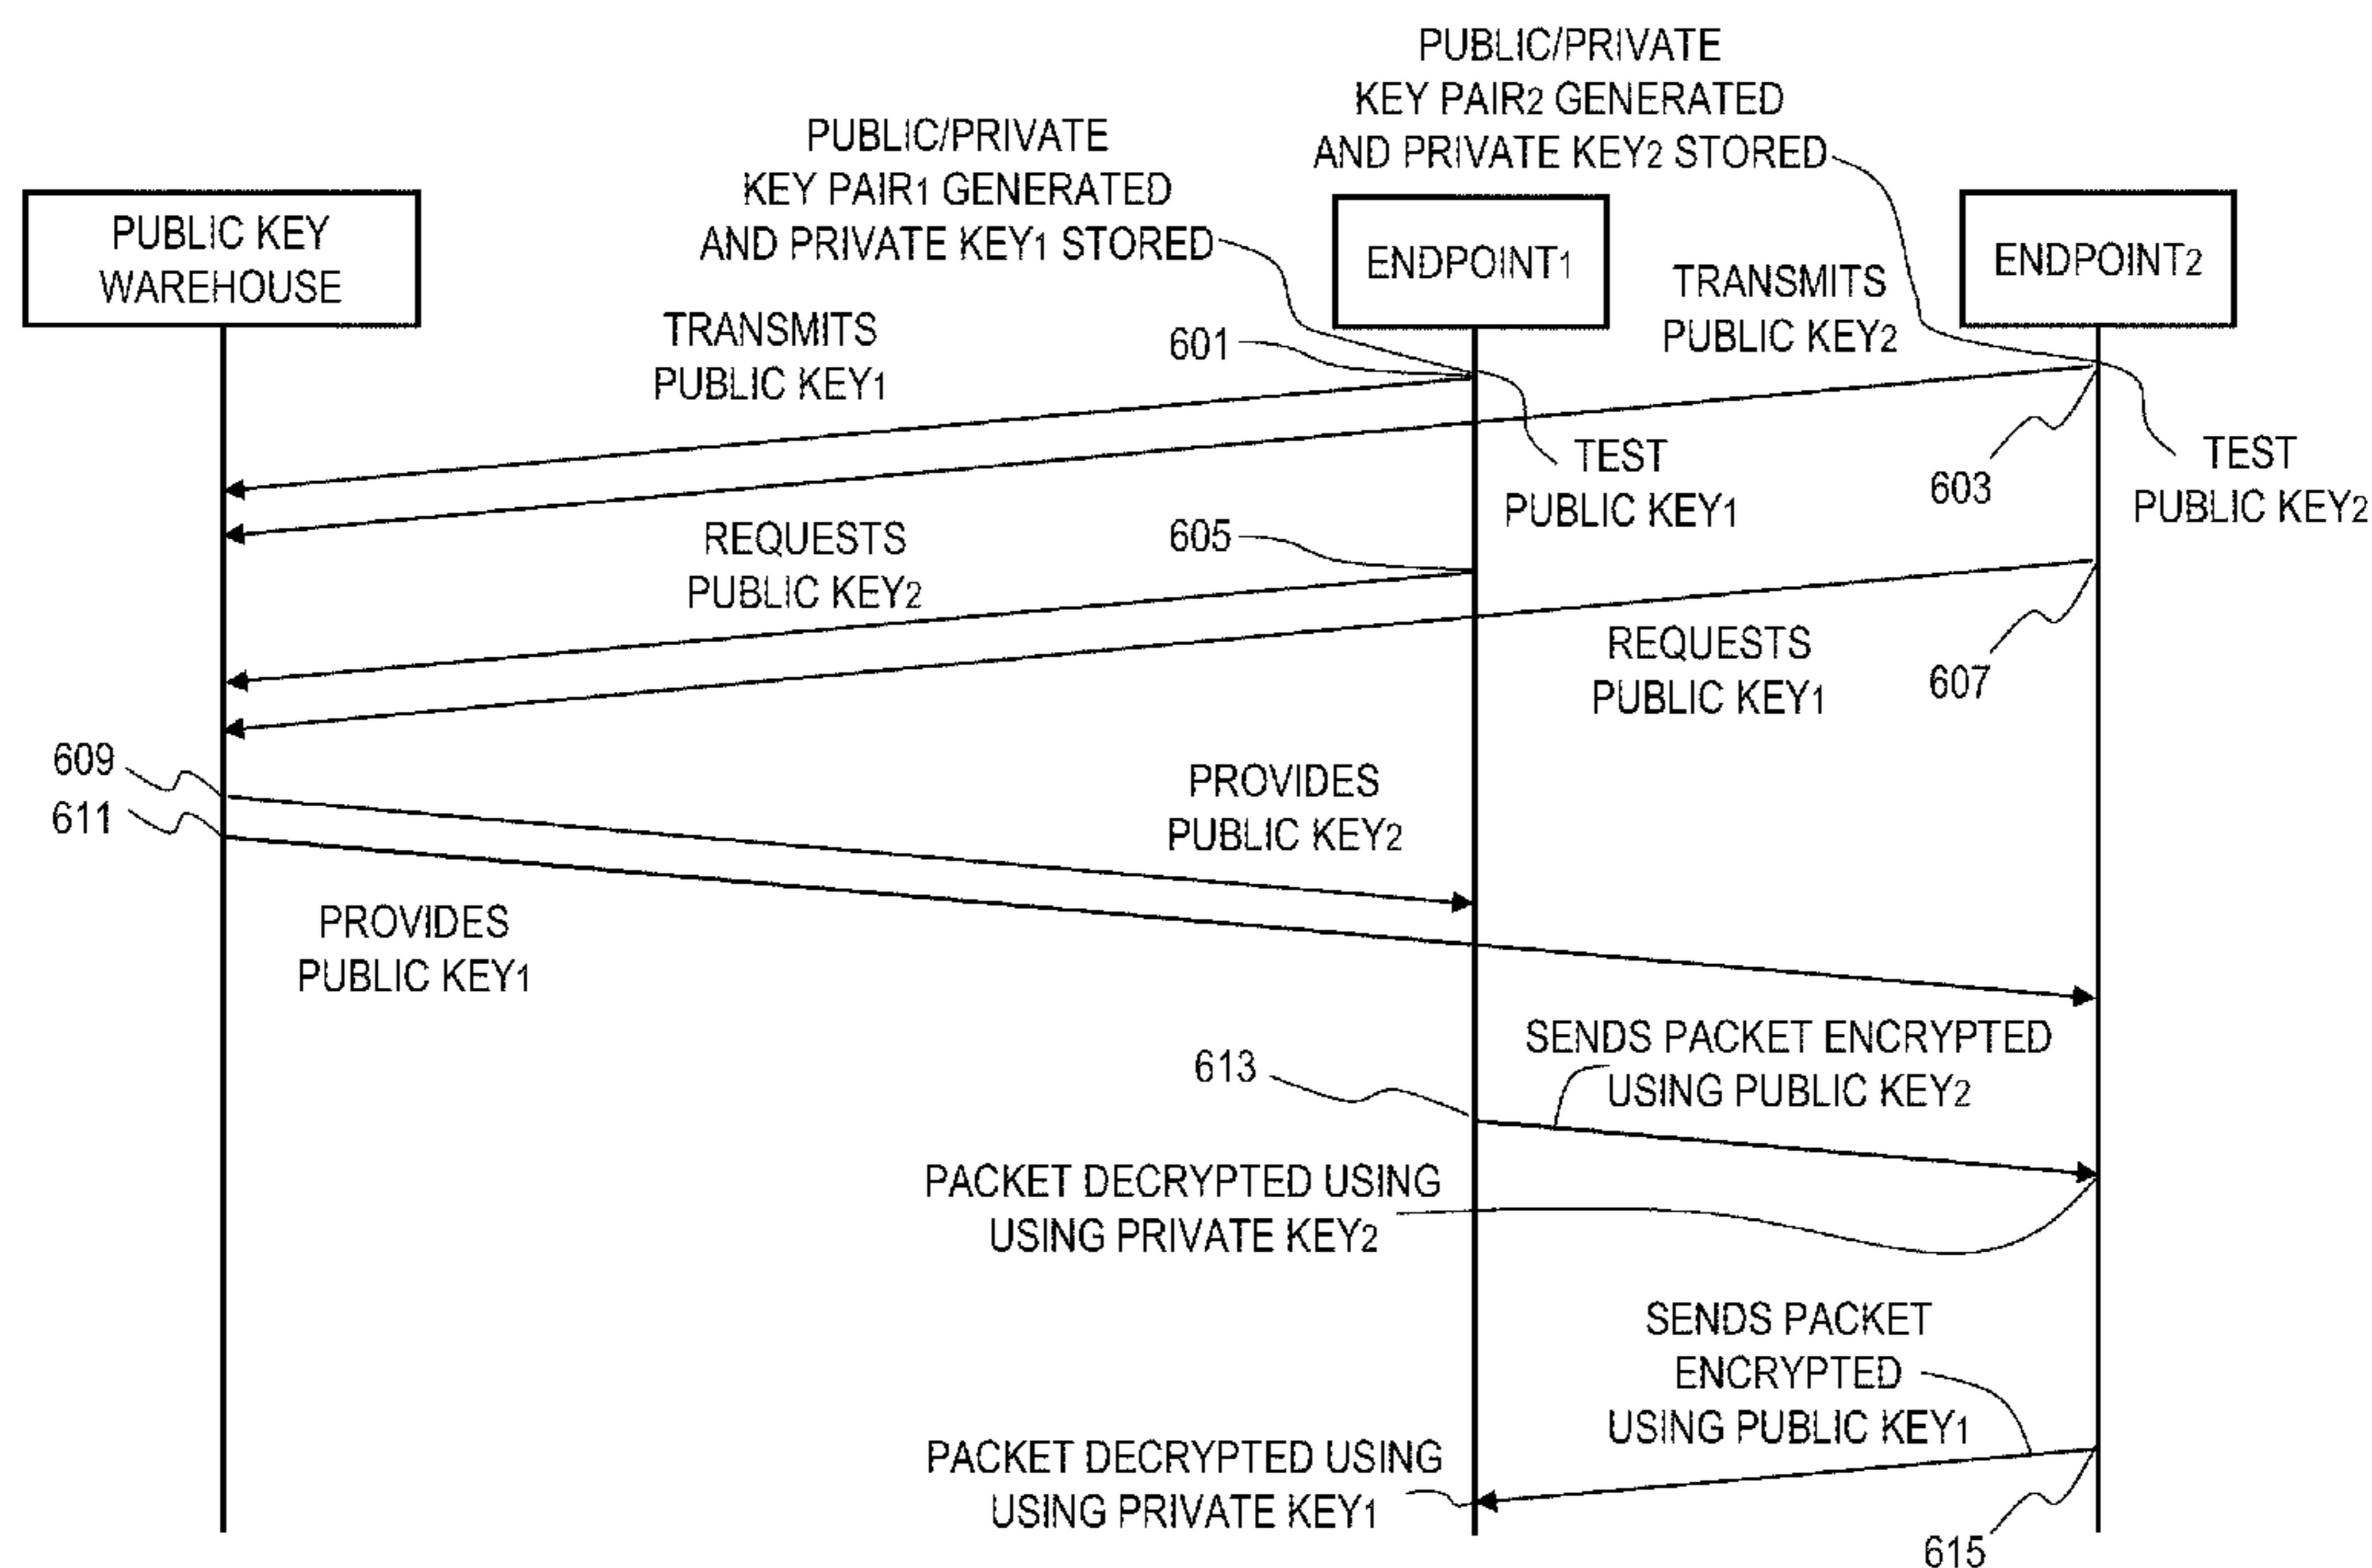 PUBLIC/PRIVATE
KEY PAIR2 GENERATED
AND PRIVATE KEY2 STORED
PUBLIC/PRIVATE
KEY PAIR1 GENERATED
AND PRIVATE KEY1 STORED
PUBLIC KEY
WAREHOUSE
ENDPOINT1
ENDPOINT2
TRANSMITS
PUBLIC KEY2
TRANSMITS
PUBLIC KEY1
601
TEST
PUBLIC KEY1
603
TEST
PUBLIC KEY2
REQUESTS
PUBLIC KEY2
605
REQUESTS
PUBLIC KEY1
607
609
611
PROVIDES
PUBLIC KEY2
PROVIDES
PUBLIC KEY1
613
SENDS PACKET ENCRYPTED
USING PUBLIC KEY2
PACKET DECRYPTED USING
USING PRIVATE KEY2
SENDS PACKET
ENCRYPTED
USING PUBLIC KEY1
PACKET DECRYPTED USING
USING PRIVATE KEY1
615